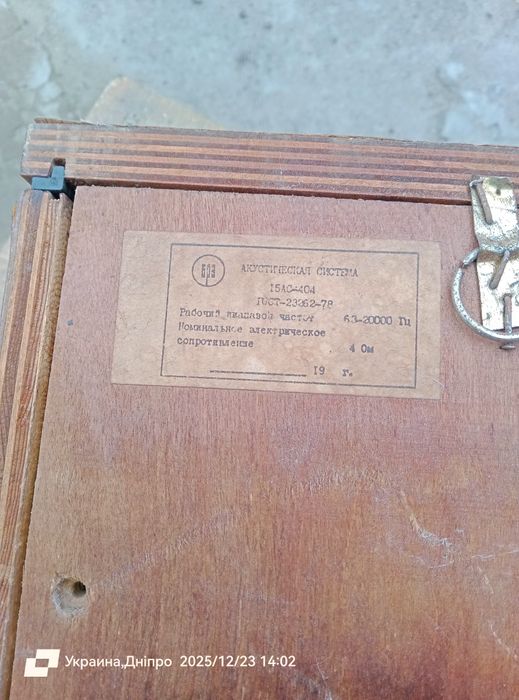 БРЗ
АКУСТИЧЕСКАЯ СИСТЕМА
15АС-404
ГОСТ-23262-78
Рабочий диапазон частот 63-20000 Гц
Номинальное электрическое
сопротивление . 4 Ом
19 г.
Украина,Дніпро 2025/12/23 14:02